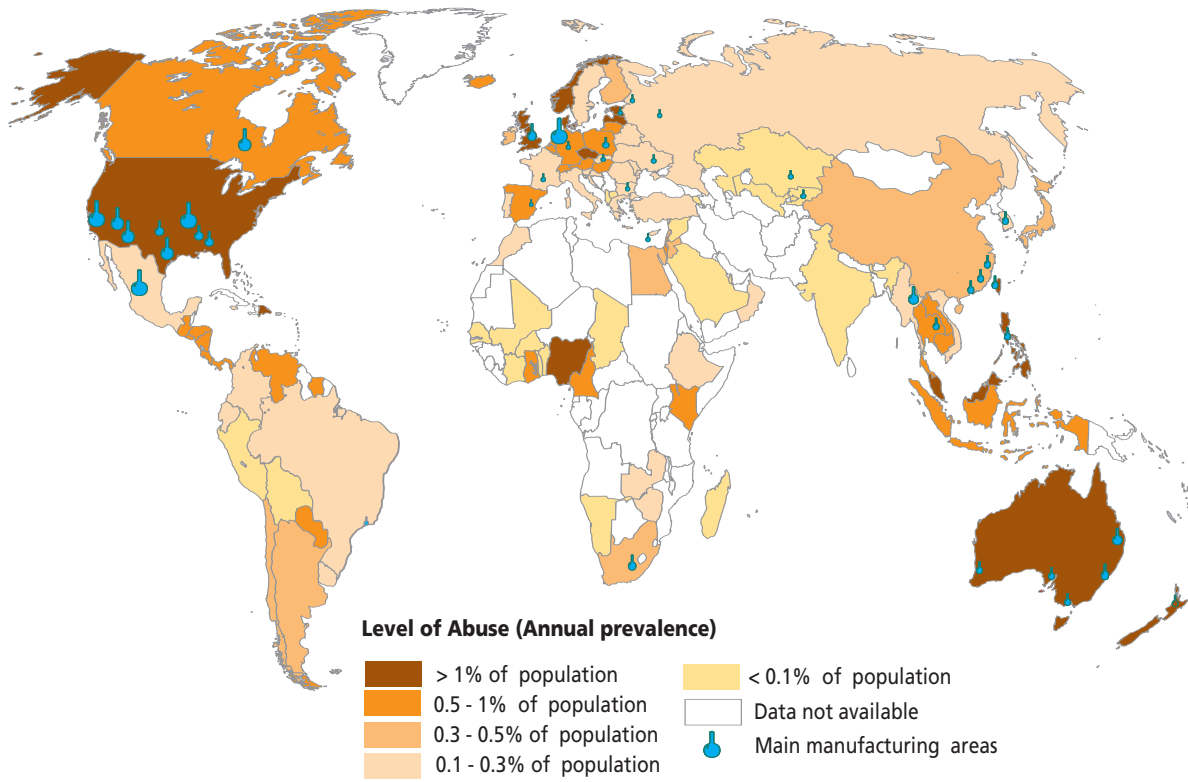 Level of Abuse (Annual prevalence)
> 1% of population
0.5 - 1% of population
0.3 - 0.5% of population
0.1 - 0.3% of population
< 0.1% of population
Data not available
Main manufacturing areas